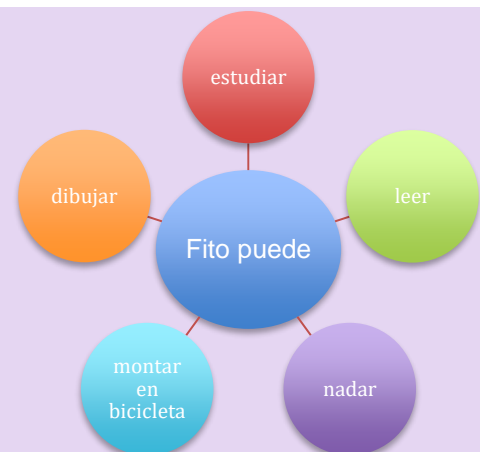 estudiar
dibujar
leer
Fito puede
montar
en
bicicleta
nadar